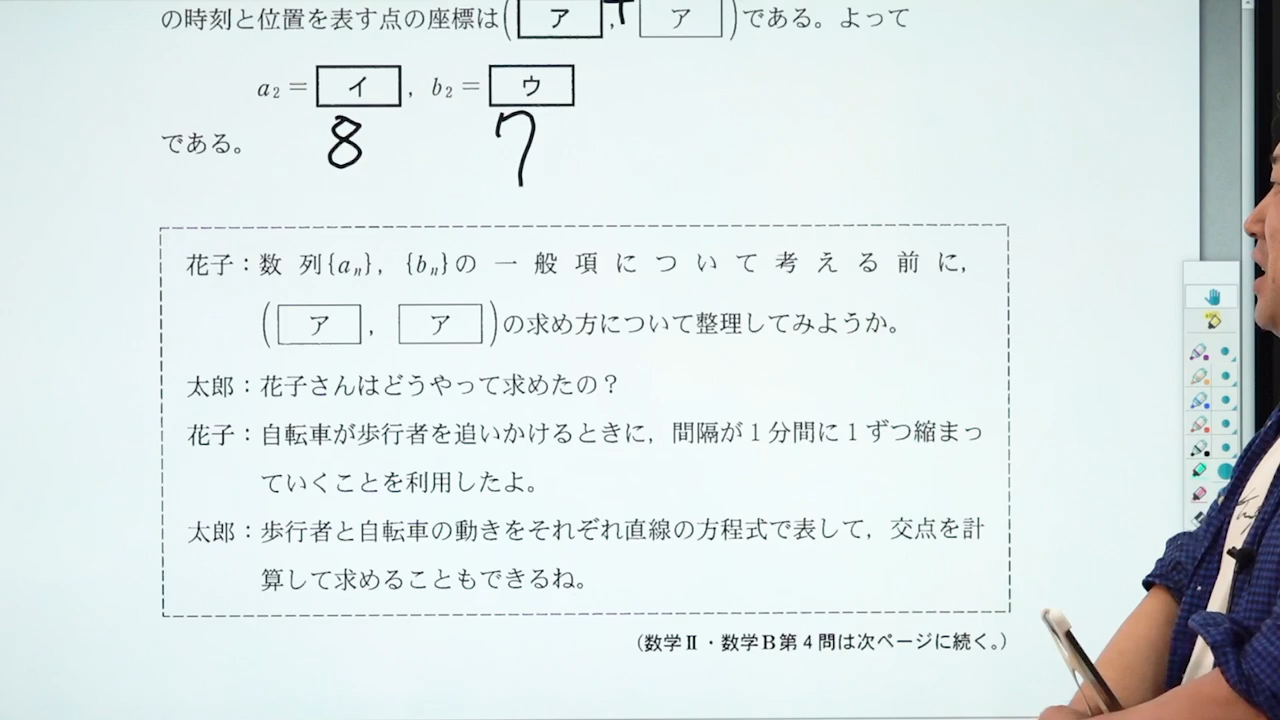 の時刻と位置を表す点の座標は(ア, ア)である。よって
a₂ = イ, b₂ = ウ
8 7
である。
花子：数列{aₙ}, {bₙ}の一般項について考える前に,
(ア, ア)の求め方について整理してみようか。
太郎：花子さんはどうやって求めたの？
花子：自転車が歩行者を追いかけるときに, 間隔が1分間に1ずつ縮まっ
ていくことを利用したよ。
太郎：歩行者と自転車の動きをそれぞれ直線の方程式で表して, 交点を計
算して求めることもできるね。
(数学Ⅱ・数学B第4問は次ページに続く。)